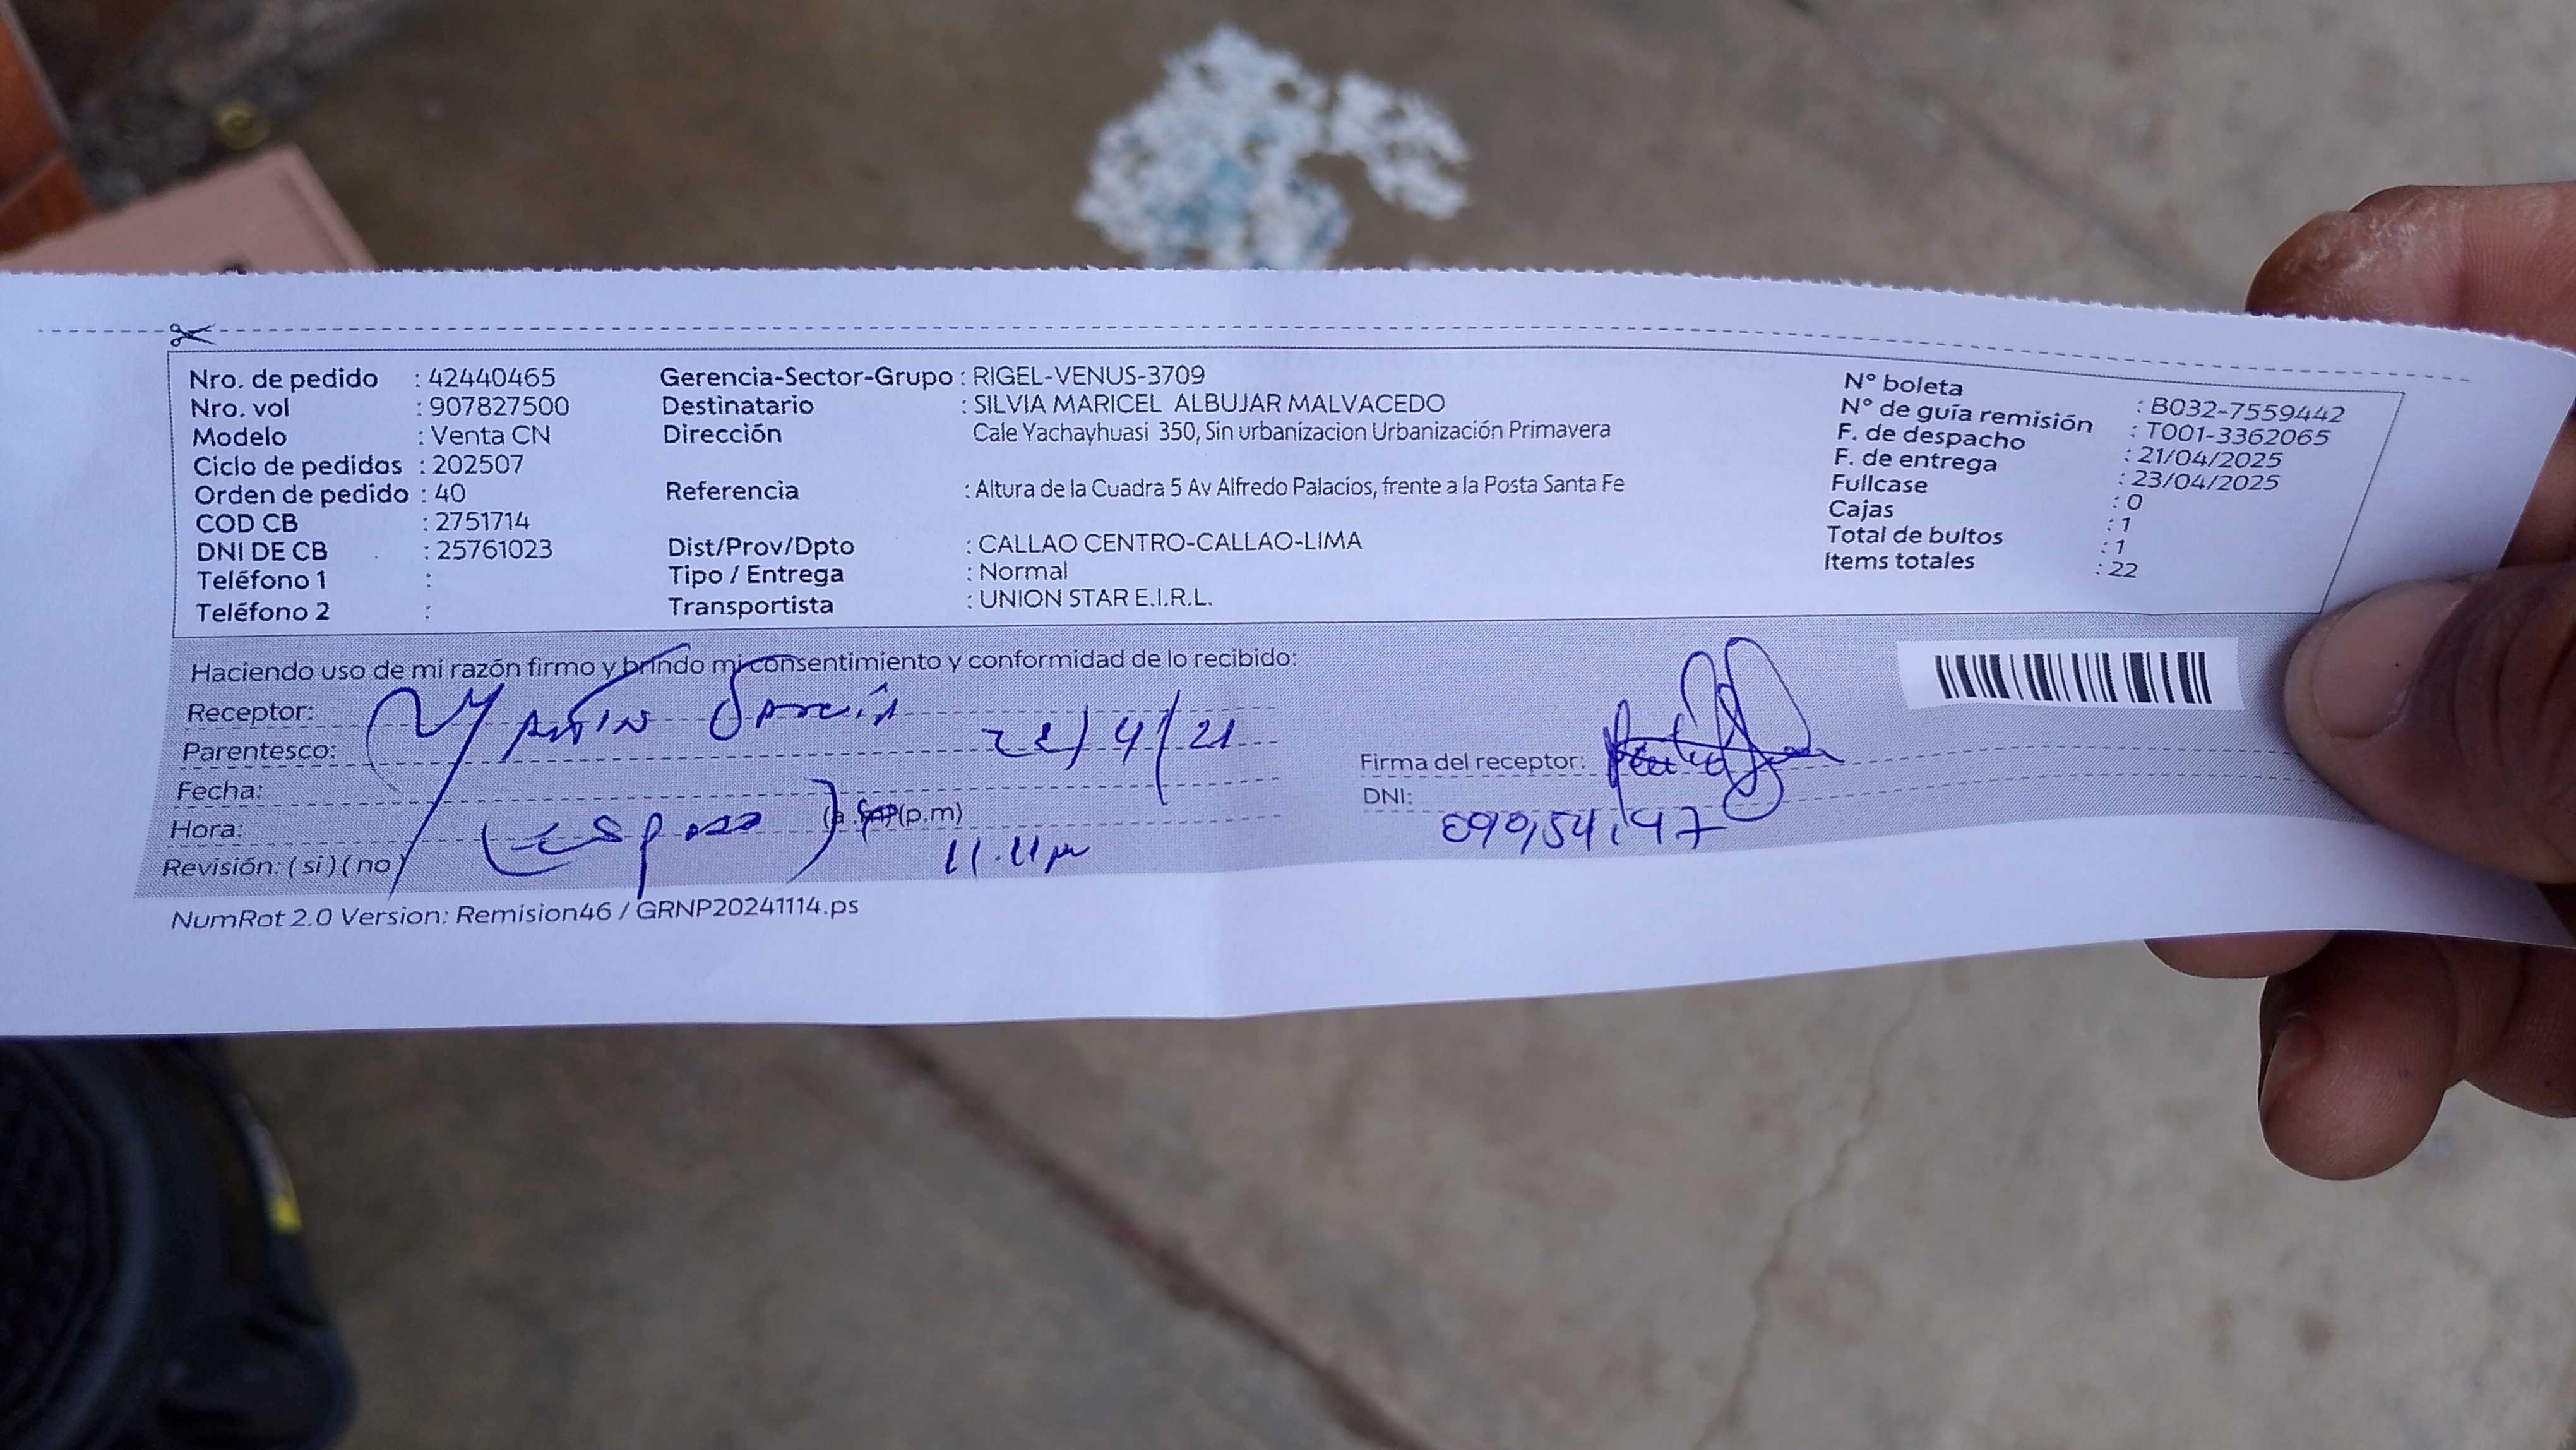 Nro. de pedido : 42440465
Nro. vol : 907827500
Modelo : Venta CN
Ciclo de pedidos : 202507
Orden de pedido : 40
COD CB : 2751714
DNI DE CB : 25761023
Teléfono 1 :
Teléfono 2 :
Gerencia-Sector-Grupo : RIGEL-VENUS-3709
Destinatario : SILVIA MARICEL ALBUJAR MALVACEDO
Dirección Cale Yachayhuasi 350, Sin urbanizacion Urbanización Primavera
Referencia : Altura de la Cuadra 5 Av Alfredo Palacios, frente a la Posta Santa Fe
Dist/Prov/Dpto : CALLAO CENTRO-CALLAO-LIMA
Tipo / Entrega : Normal
Transportista : UNION STAR E.I.R.L.
N° boleta : B032-7559442
N° de guía remisión : T001-3362065
F. de despacho : 21/04/2025
F. de entrega : 23/04/2025
Fullcase : 0
Cajas : 1
Total de bultos : 1
Items totales : 22
Haciendo uso de mi razón firmo y brindo mi consentimiento y conformidad de lo recibido:
Receptor: Martín García
Parentesco:
Fecha:
Hora: (Esposo) (p.m)
11.11 pm
Revisión: ( si ) ( no )
Firma del receptor:
DNI:
NumRot 2.0 Version: Remision46 / GRNP20241114.ps